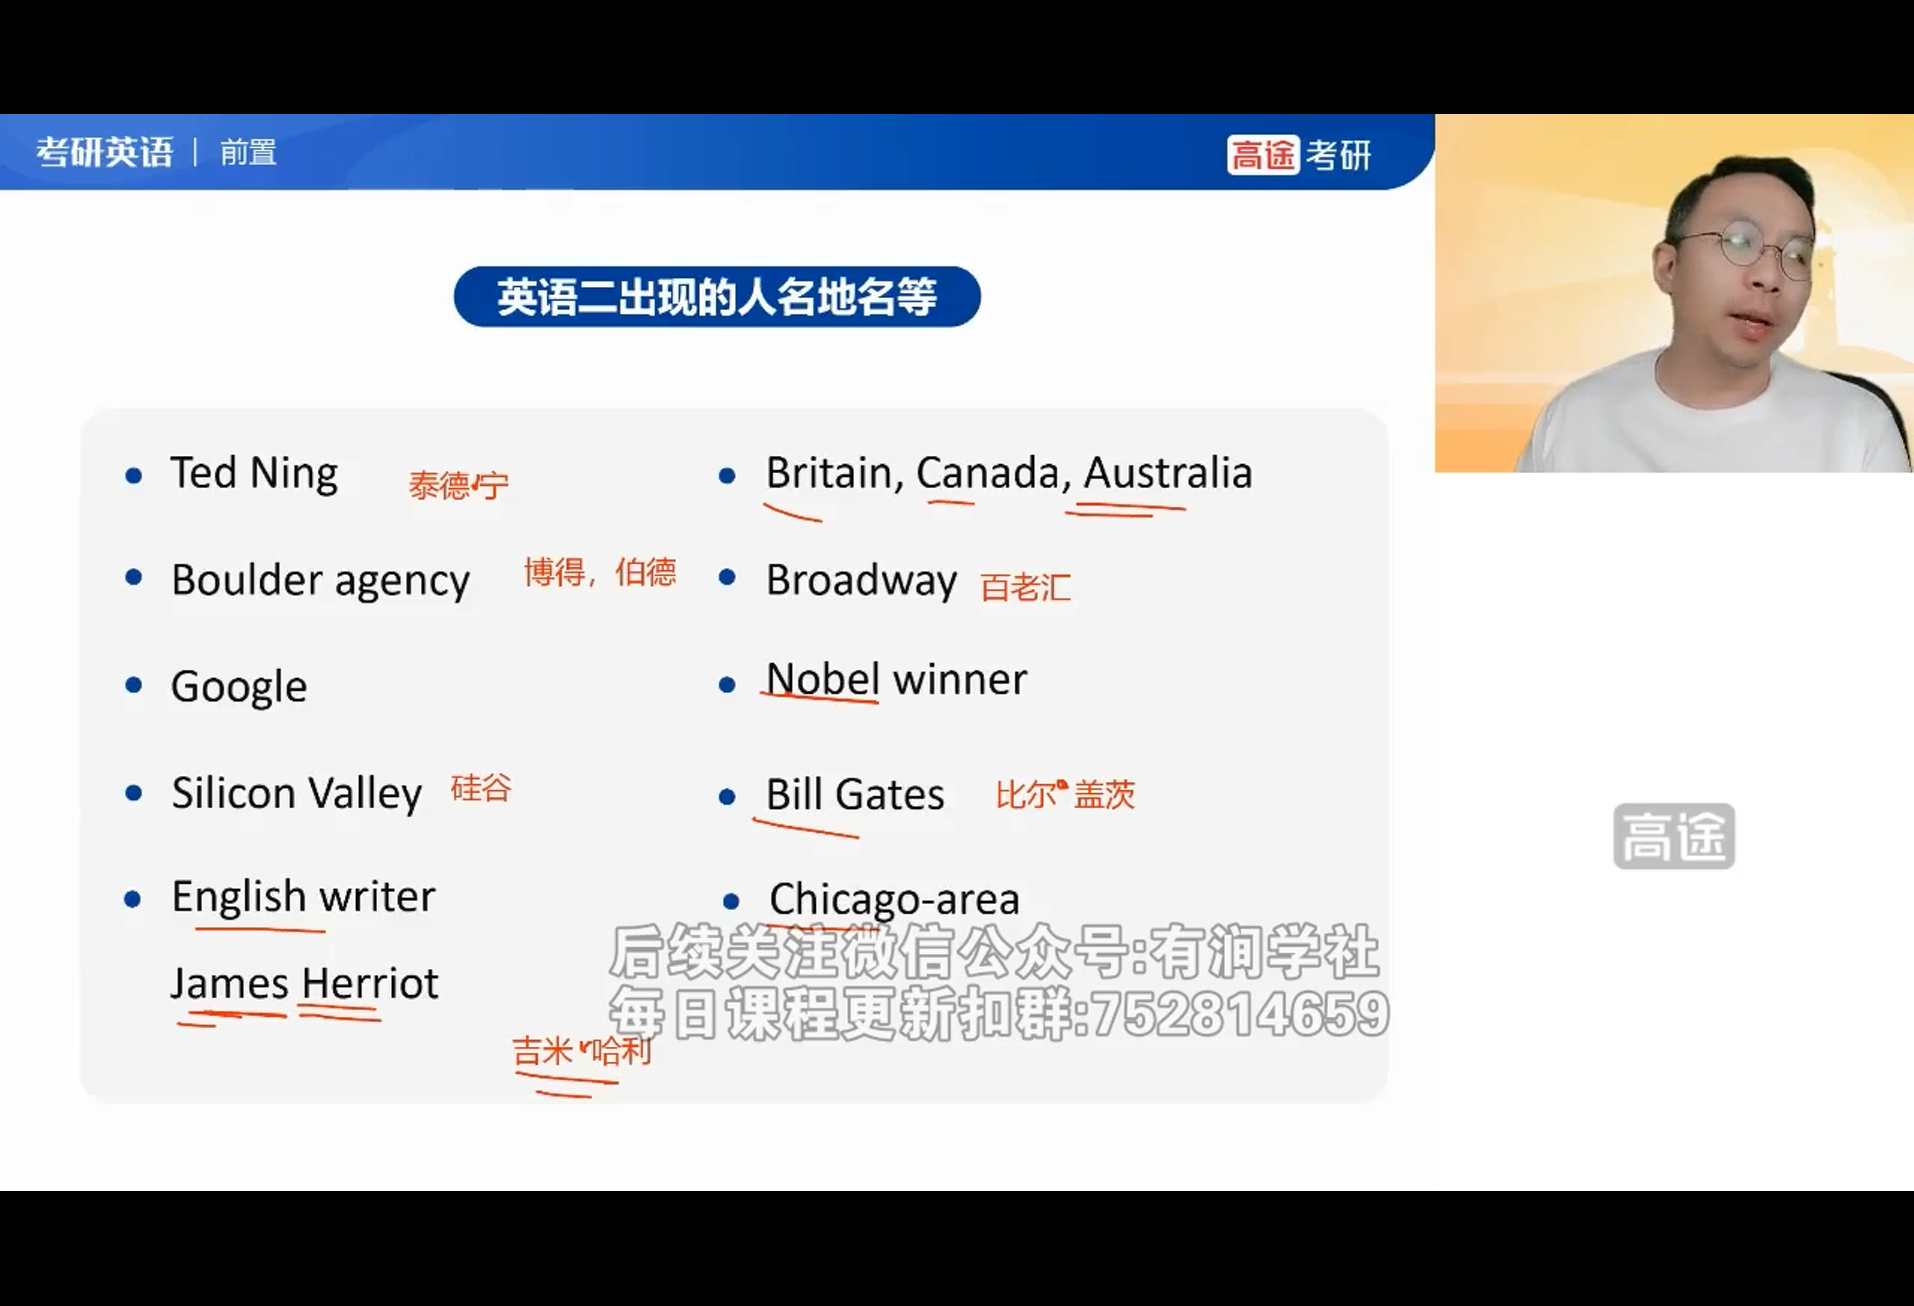 考研英语 | 前置
高途 考研
英语二出现的人名地名等
• Ted Ning 泰德·宁
• Boulder agency 博得，伯德
• Google
• Silicon Valley 硅谷
• English writer
James Herriot
吉米·哈利
• Britain, Canada, Australia
• Broadway 百老汇
• Nobel winner
• Bill Gates 比尔·盖茨
• Chicago-area
后续关注微信公众号:有润学社
每日课程更新扣群:752814659
高途